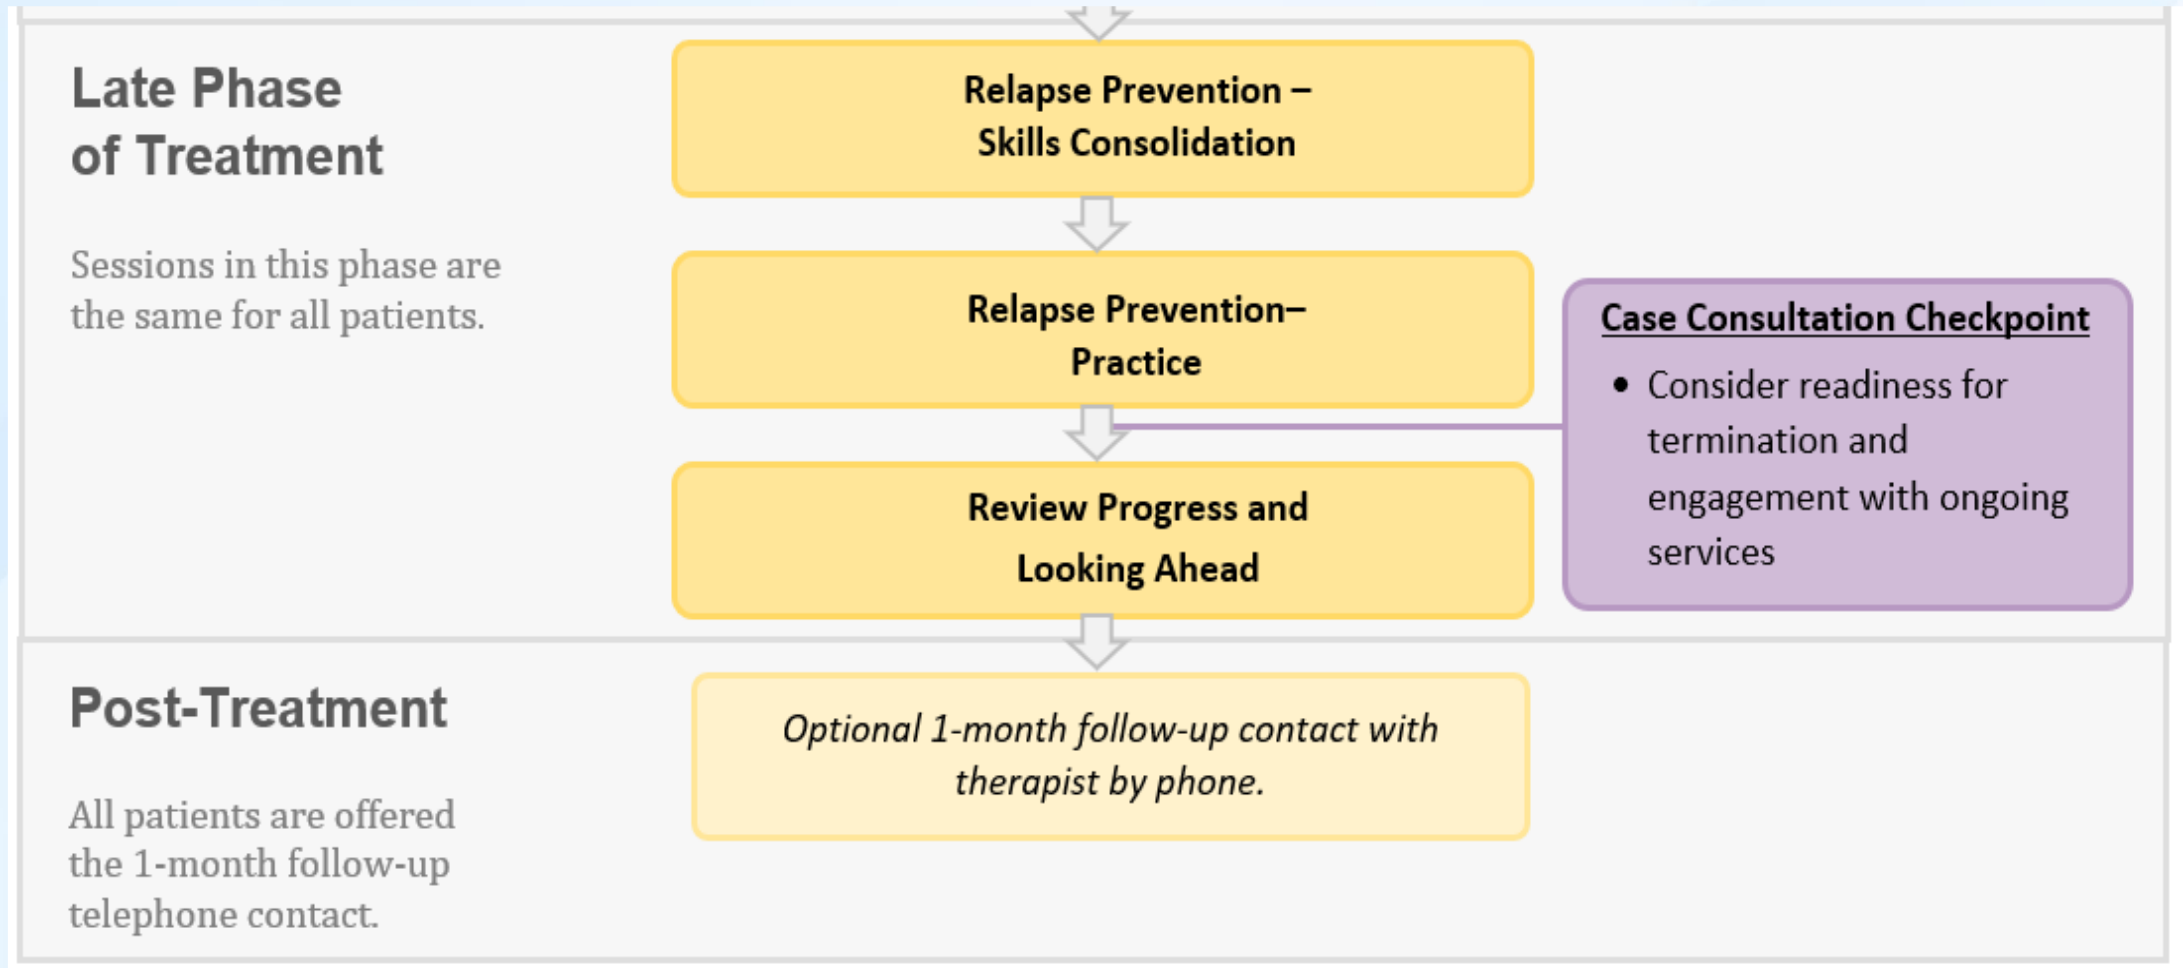 Late Phase
of Treatment
Sessions in this phase are
the same for all patients.
Relapse Prevention –
Skills Consolidation
Relapse Prevention–
Practice
Case Consultation Checkpoint
• Consider readiness for
termination and
engagement with ongoing
services
Review Progress and
Looking Ahead
Post-Treatment
All patients are offered
the 1-month follow-up
telephone contact.
Optional 1-month follow-up contact with
therapist by phone.